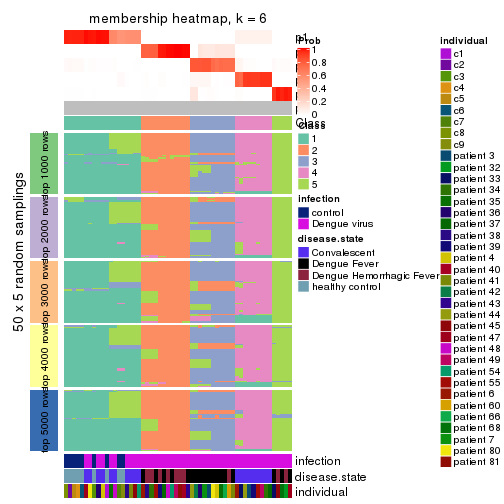 membership heatmap, k = 6
50 x 5 random samplings
top 1000 rows
top 2000 rows
top 3000 rows
top 4000 rows
top 5000 rows
p1
Class
infection
disease.state
individual
Prob
1
0.8
0.6
0.4
0.2
0
Class
1
2
3
4
5
infection
control
Dengue virus
disease.state
Convalescent
Dengue Fever
Dengue Hemorrhagic Fever
healthy control
individual
c1
c2
c3
c4
c5
c6
c7
c8
c9
patient 3
patient 32
patient 33
patient 34
patient 35
patient 36
patient 37
patient 38
patient 39
patient 4
patient 40
patient 41
patient 42
patient 43
patient 44
patient 45
patient 47
patient 48
patient 49
patient 54
patient 55
patient 6
patient 60
patient 66
patient 68
patient 7
patient 80
patient 81